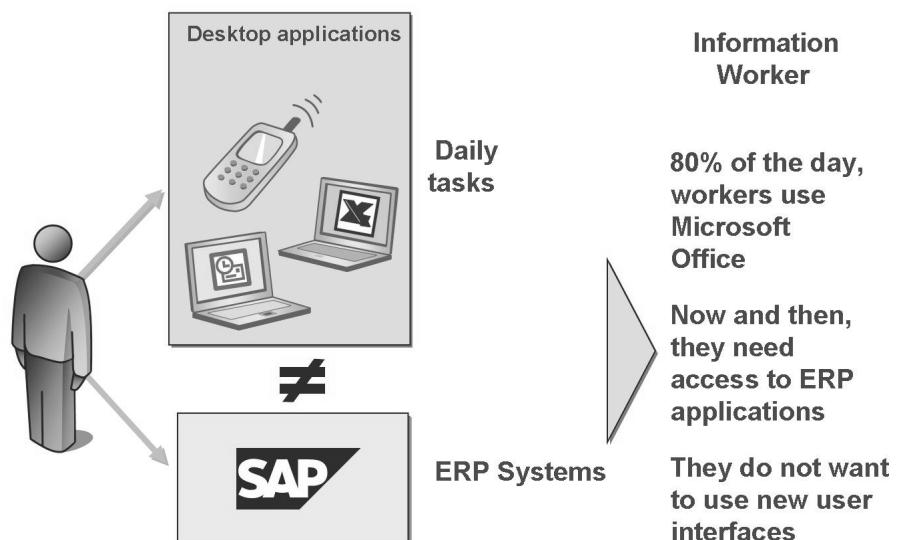 Desktop applications
Daily
tasks
≠
SAP
ERP Systems
Information
Worker
80% of the day,
workers use
Microsoft
Office
Now and then,
they need
access to ERP
applications
They do not want
to use new user
interfaces